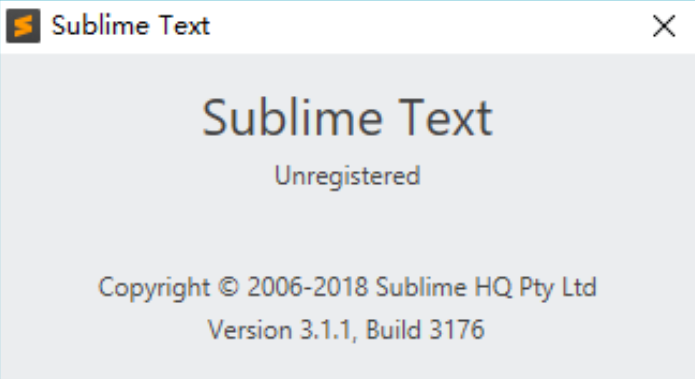 Sublime Text
Sublime Text
Unregistered
Copyright © 2006-2018 Sublime HQ Pty Ltd
Version 3.1.1, Build 3176